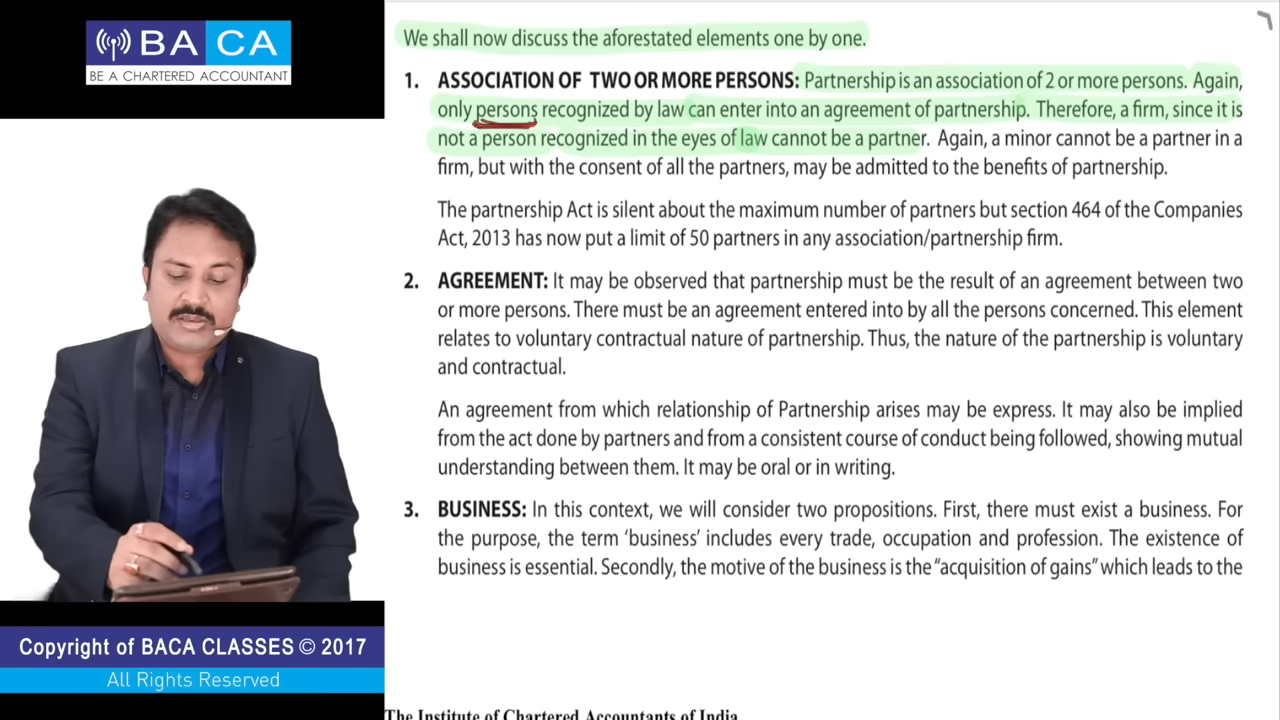 BA CA
BE A CHARTERED ACCOUNTANT
We shall now discuss the aforestated elements one by one.
1. ASSOCIATION OF TWO OR MORE PERSONS: Partnership is an association of 2 or more persons. Again,
only persons recognized by law can enter into an agreement of partnership. Therefore, a firm, since it is
not a person recognized in the eyes of law cannot be a partner. Again, a minor cannot be a partner in a
firm, but with the consent of all the partners, may be admitted to the benefits of partnership.
The partnership Act is silent about the maximum number of partners but section 464 of the Companies
Act, 2013 has now put a limit of 50 partners in any association/partnership firm.
2. AGREEMENT: It may be observed that partnership must be the result of an agreement between two
or more persons. There must be an agreement entered into by all the persons concerned. This element
relates to voluntary contractual nature of partnership. Thus, the nature of the partnership is voluntary
and contractual.
An agreement from which relationship of Partnership arises may be express. It may also be implied
from the act done by partners and from a consistent course of conduct being followed, showing mutual
understanding between them. It may be oral or in writing.
3. BUSINESS: In this context, we will consider two propositions. First, there must exist a business. For
the purpose, the term 'business' includes every trade, occupation and profession. The existence of
business is essential. Secondly, the motive of the business is the "acquisition of gains" which leads to the
Copyright of BACA CLASSES © 2017
All Rights Reserved
The Institute of Chartered Accountants of India